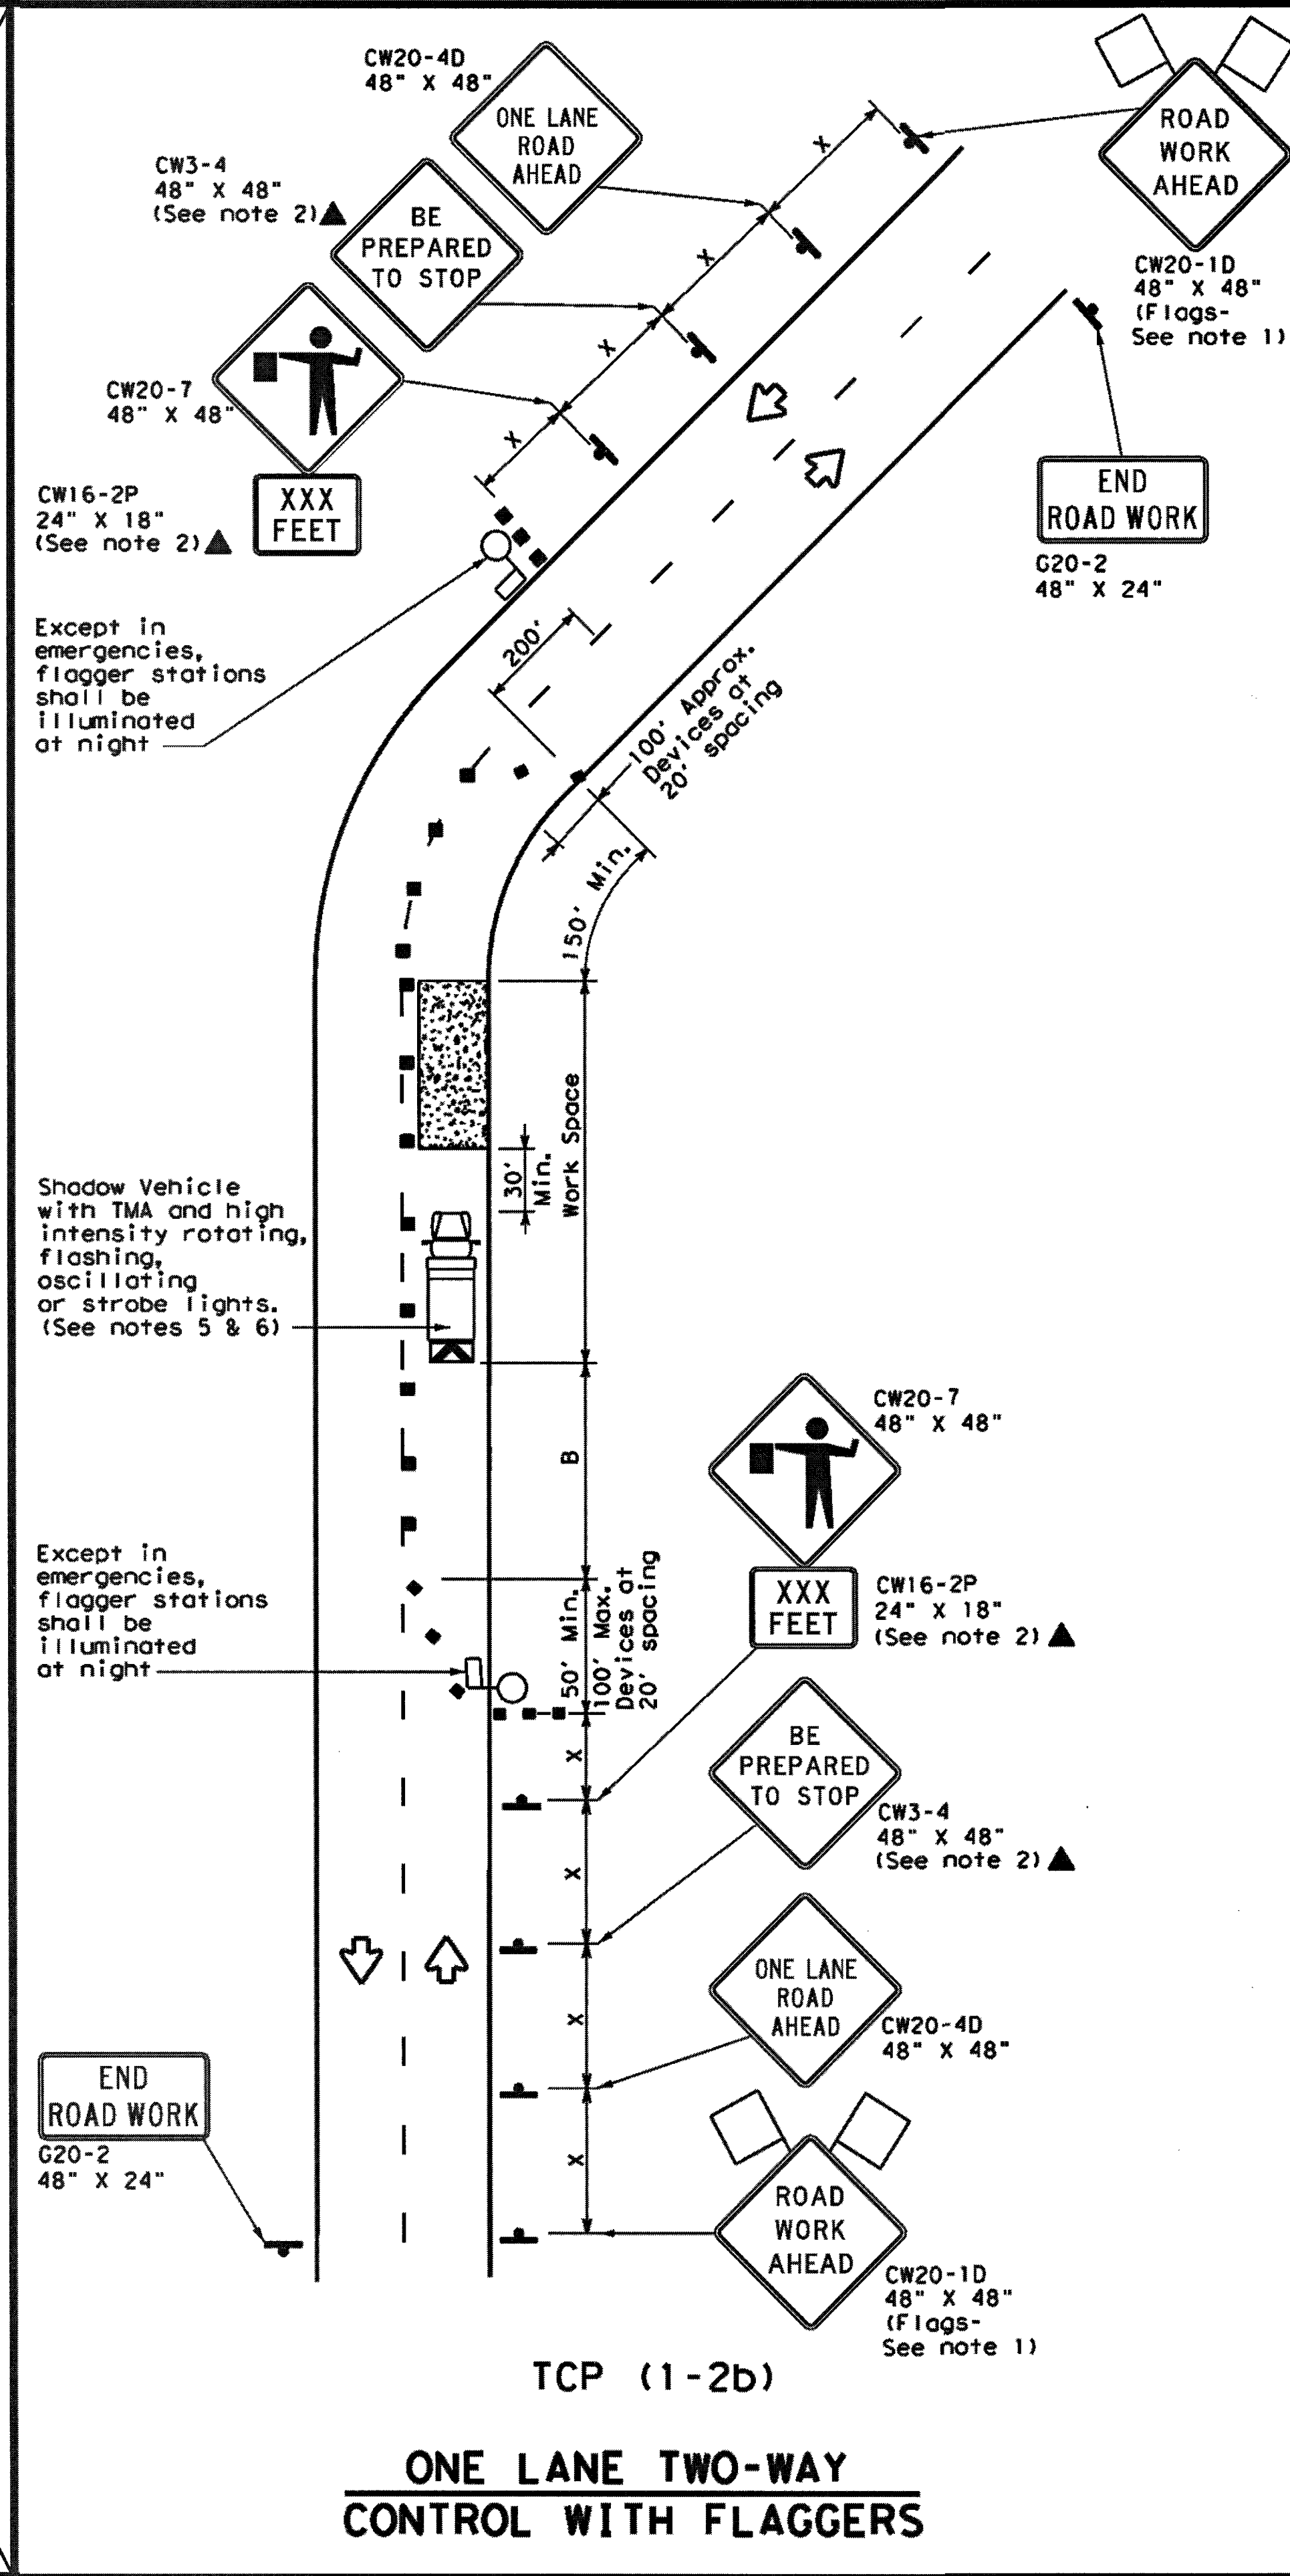 CW20-4D
48" X 48"
ONE LANE
ROAD
AHEAD
ROAD
WORK
AHEAD
CW20-1D
48" X 48"
(Flags-
See note 1)
CW3-4
48" X 48"
(See note 2)
BE
PREPARED
TO STOP
CW20-7
48" X 48"
CW16-2P
24" X 18"
(See note 2)
XXX
FEET
X
X
X
X
END
ROAD WORK
G20-2
48" X 24"
Except in
emergencies,
flagger stations
shall be
illuminated
at night
200'
100' Approx.
Devices at
20' spacing
150' Min.
Work Space
30'
Min.
Shadow Vehicle
with TMA and high
intensity rotating,
flashing,
oscillating
or strobe lights.
(See notes 5 & 6)
B
CW20-7
48" X 48"
XXX
FEET
CW16-2P
24" X 18"
(See note 2)
Except in
emergencies,
flagger stations
shall be
illuminated
at night
50' Min.
100' Max.
Devices at
20' spacing
X
X
X
X
BE
PREPARED
TO STOP
CW3-4
48" X 48"
(See note 2)
ONE LANE
ROAD
AHEAD
CW20-4D
48" X 48"
END
ROAD WORK
G20-2
48" X 24"
ROAD
WORK
AHEAD
CW20-1D
48" X 48"
(Flags-
See note 1)
TCP (1-2b)
ONE LANE TWO-WAY
CONTROL WITH FLAGGERS